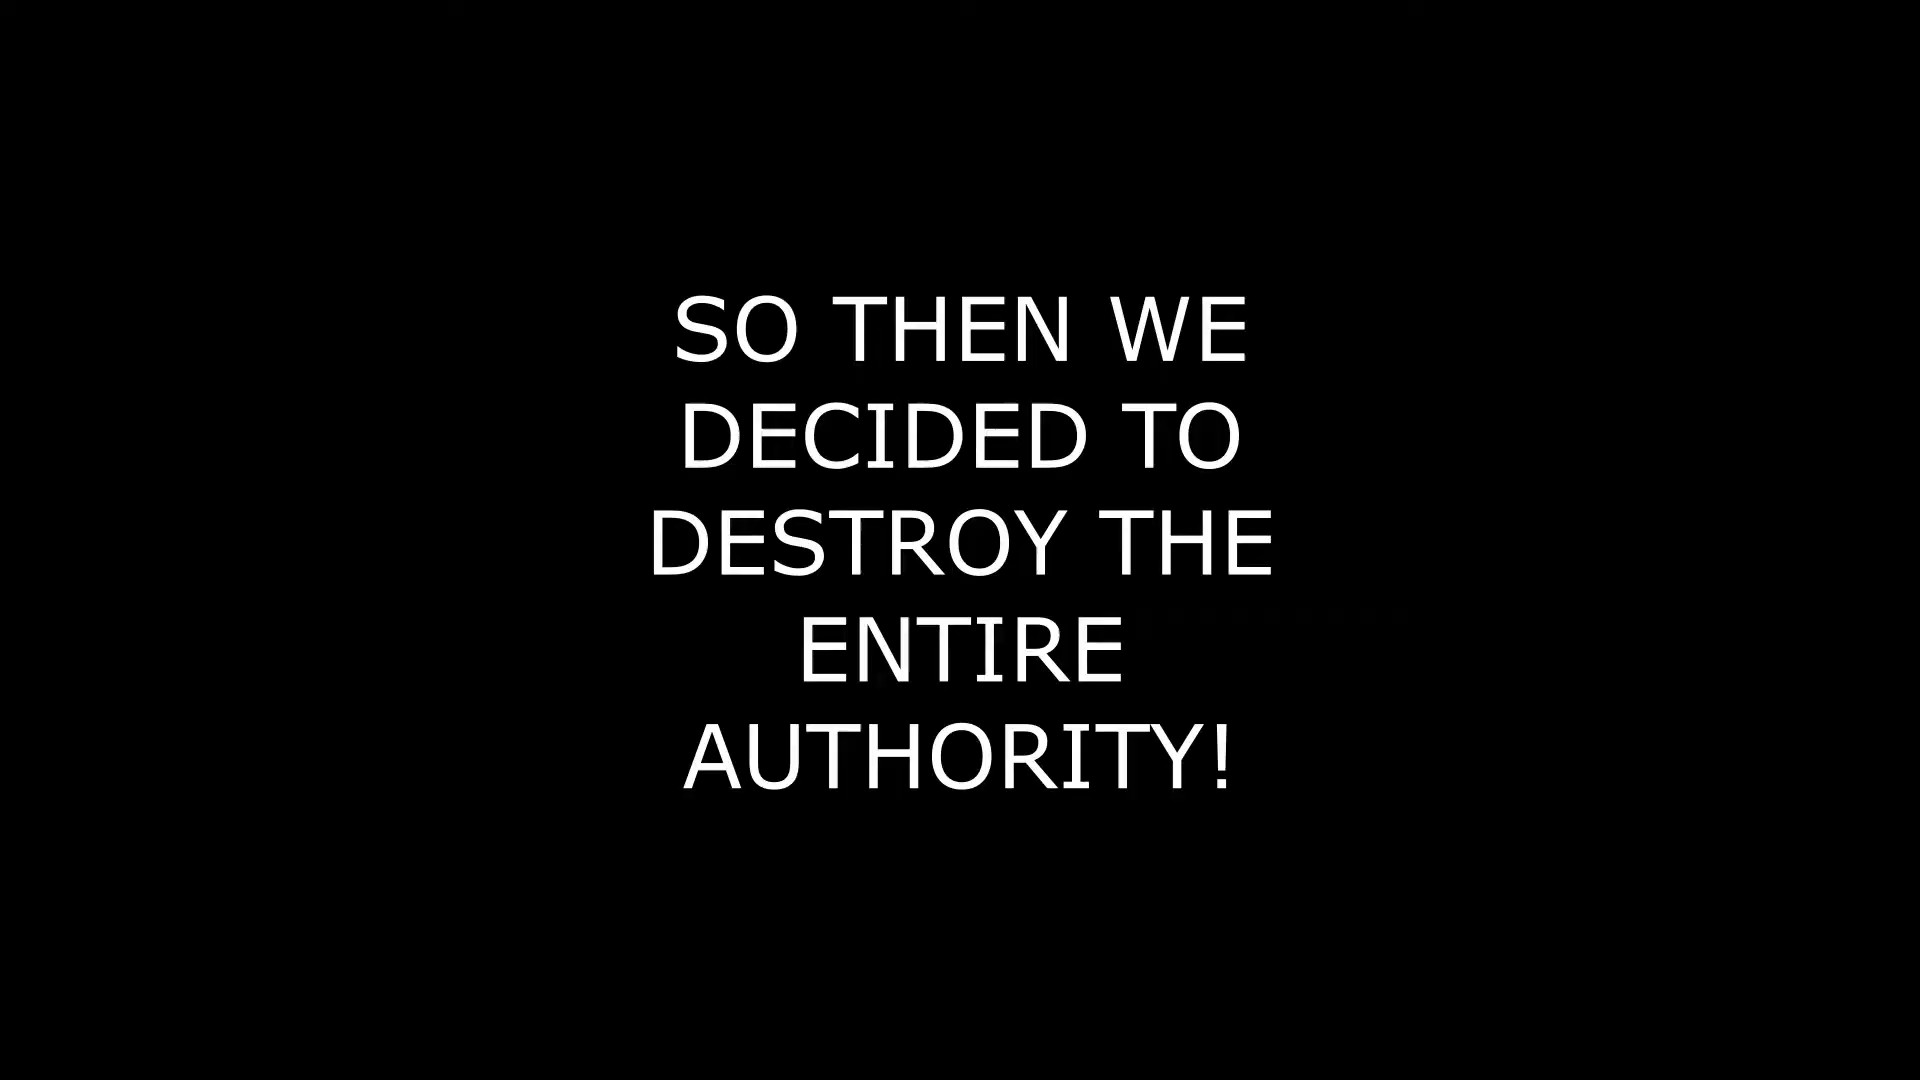 SO THEN WE
DECIDED TO
DESTROY THE
ENTIRE
AUTHORITY!